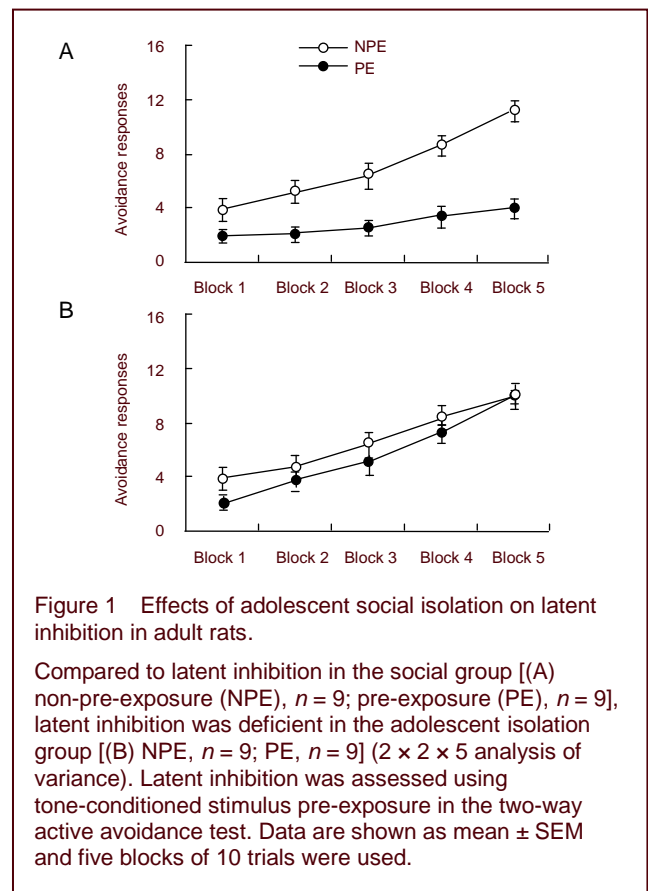 A
NPE
PE
16
12
8
4
0
Avoidance responses
Block 1 Block 2 Block 3 Block 4 Block 5
B
16
12
8
4
0
Avoidance responses
Block 1 Block 2 Block 3 Block 4 Block 5
Figure 1 Effects of adolescent social isolation on latent
inhibition in adult rats.
Compared to latent inhibition in the social group [(A)
non-pre-exposure (NPE), n = 9; pre-exposure (PE), n = 9],
latent inhibition was deficient in the adolescent isolation
group [(B) NPE, n = 9; PE, n = 9] (2 × 2 × 5 analysis of
variance). Latent inhibition was assessed using
tone-conditioned stimulus pre-exposure in the two-way
active avoidance test. Data are shown as mean ± SEM
and five blocks of 10 trials were used.